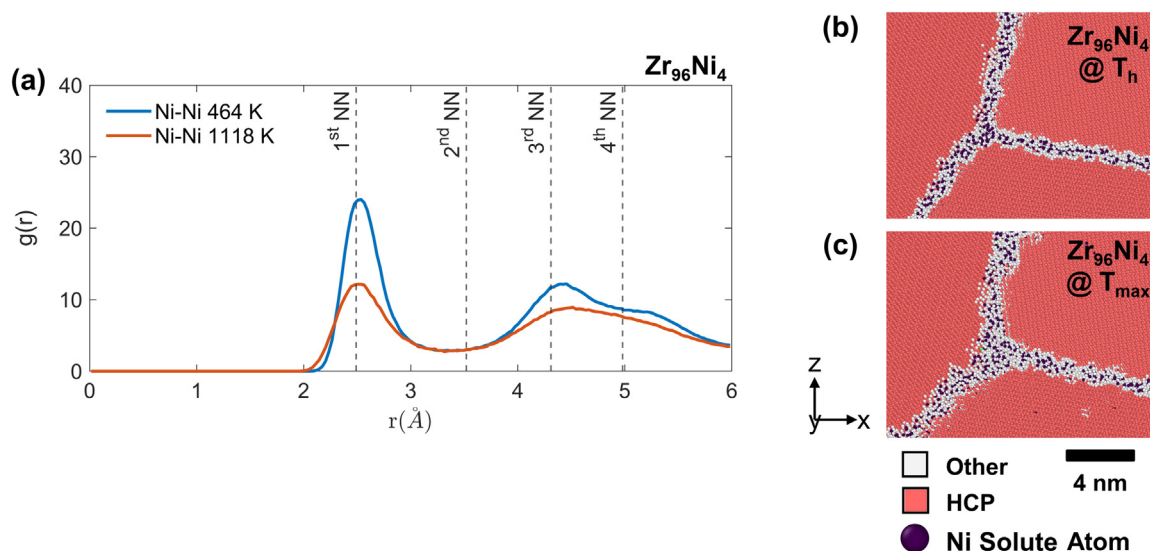 (a)
Zr₉₆Ni₄
40
30
20
10
0
g(r)
Ni-Ni 464 K
Ni-Ni 1118 K
1ˢᵗ NN
2ⁿᵈ NN
3ʳᵈ NN
4ᵗʰ NN
0 1 2 3 4 5 6
r(Å)
(b)
Zr₉₆Ni₄
@ Tₕ
(c)
Zr₉₆Ni₄
@ Tₘₐₓ
z
y
x
Other
HCP
Ni Solute Atom
4 nm